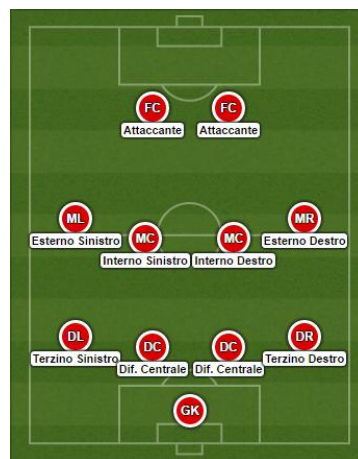 FC FC
Attaccante Attaccante
ML MR
Esterno Sinistro Esterno Destro
MC MC
Interno Sinistro Interno Destro
DL DR
Terzino Sinistro Terzino Destro
DC DC
Dif. Centrale Dif. Centrale
GK